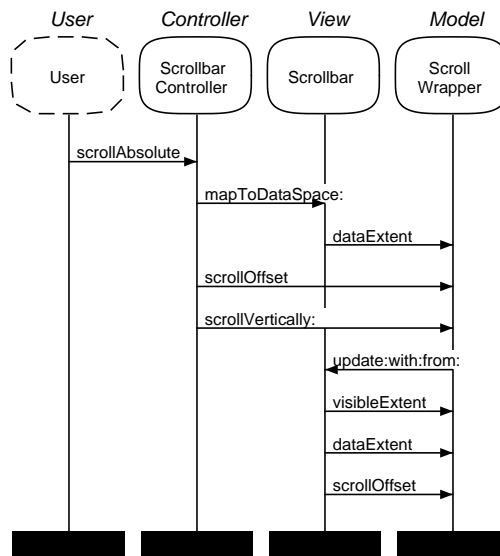 User Controller View Model
User Scrollbar Controller Scrollbar Scroll Wrapper
scrollAbsolute
mapToDataSpace:
dataExtent
scrollOffset
scrollVertically:
update:with:from:
visibleExtent
dataExtent
scrollOffset